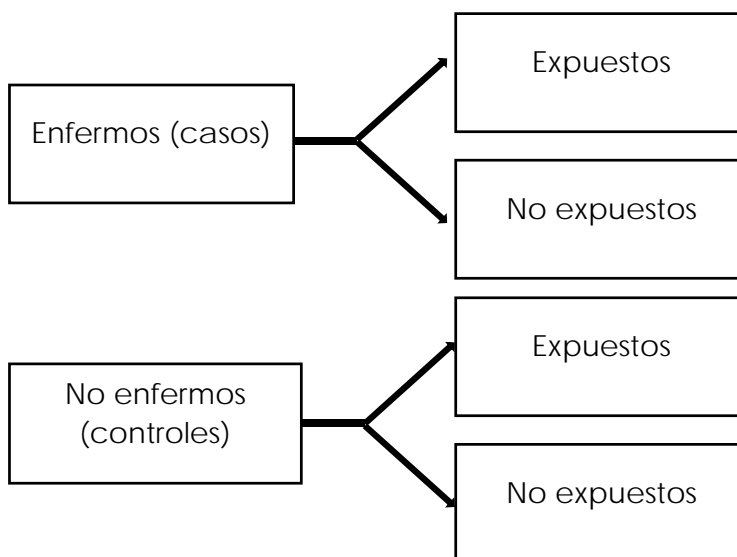 Enfermos (casos)
Expuestos
No expuestos
No enfermos
(controles)
Expuestos
No expuestos